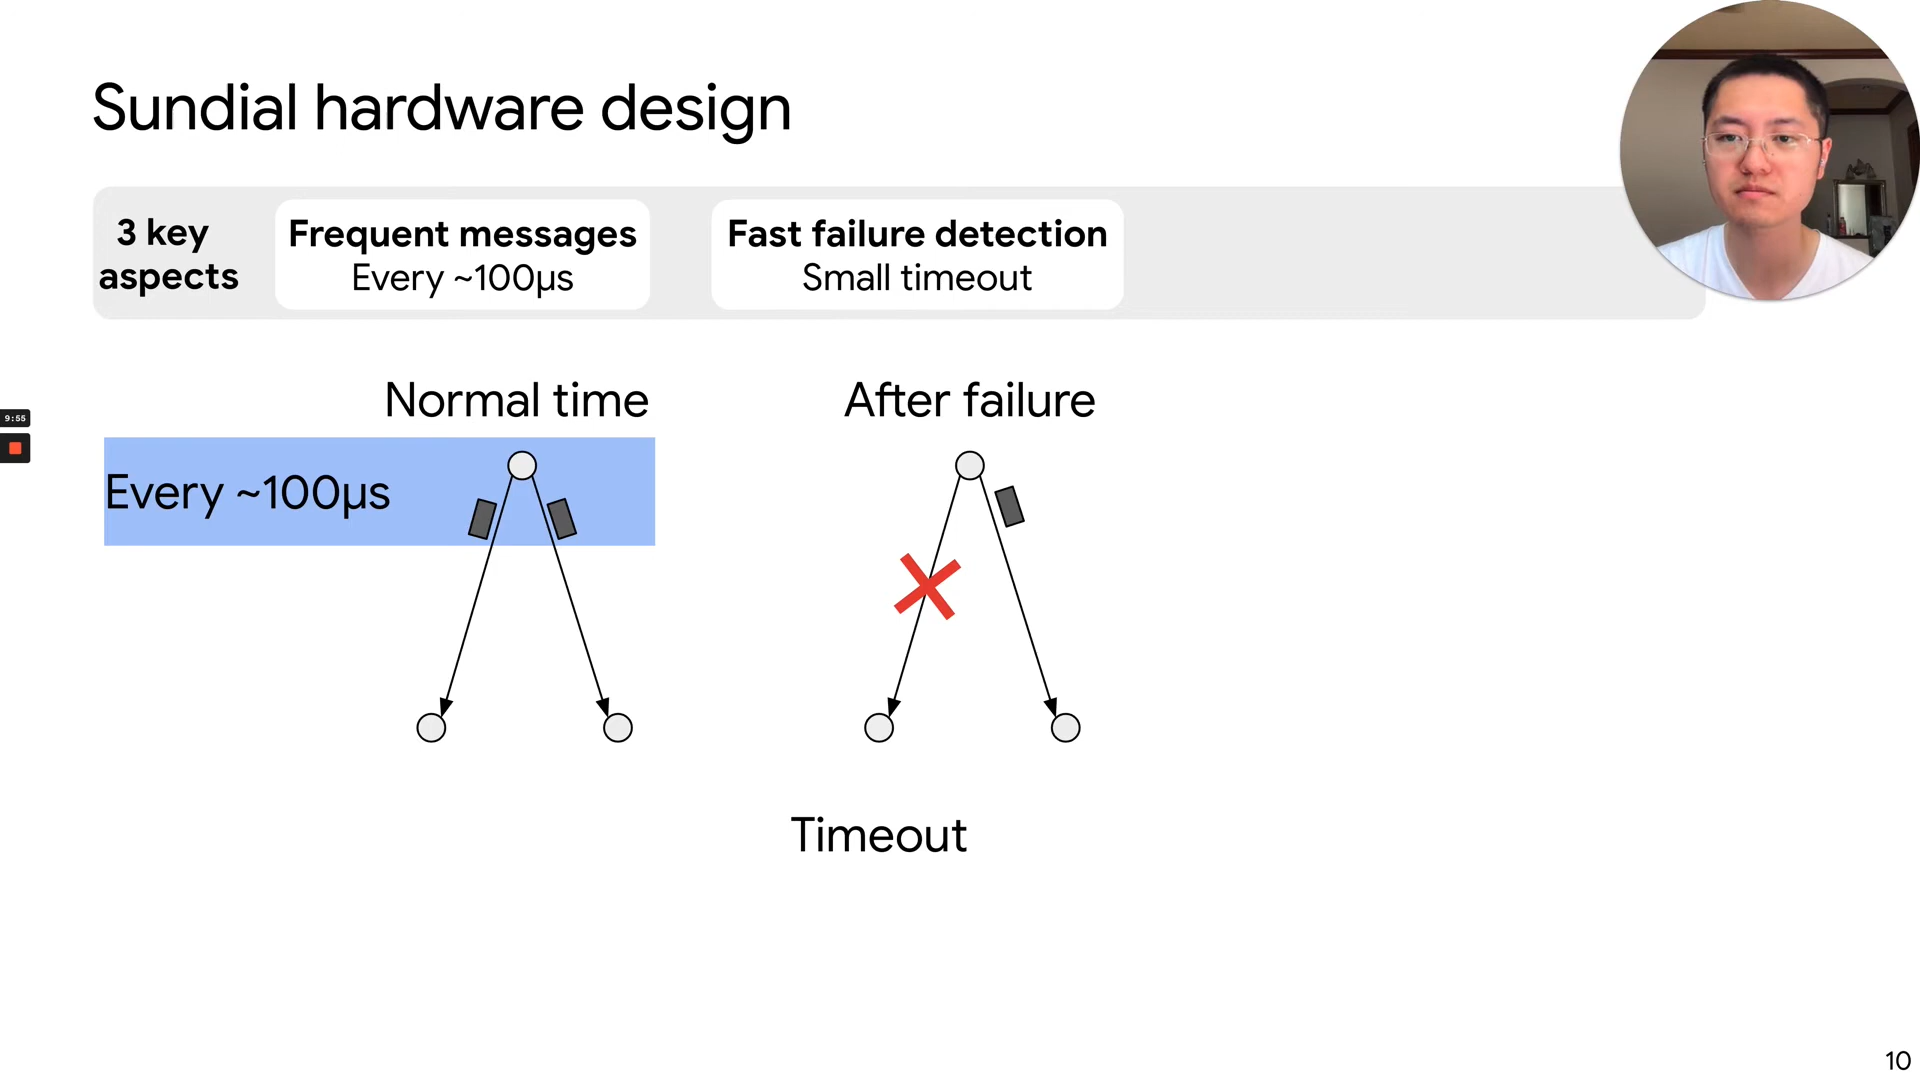 Sundial hardware design
3 key
aspects
Frequent messages
Every ~100µs
Fast failure detection
Small timeout
Normal time
After failure
9:55
Every ~100µs
Timeout
10